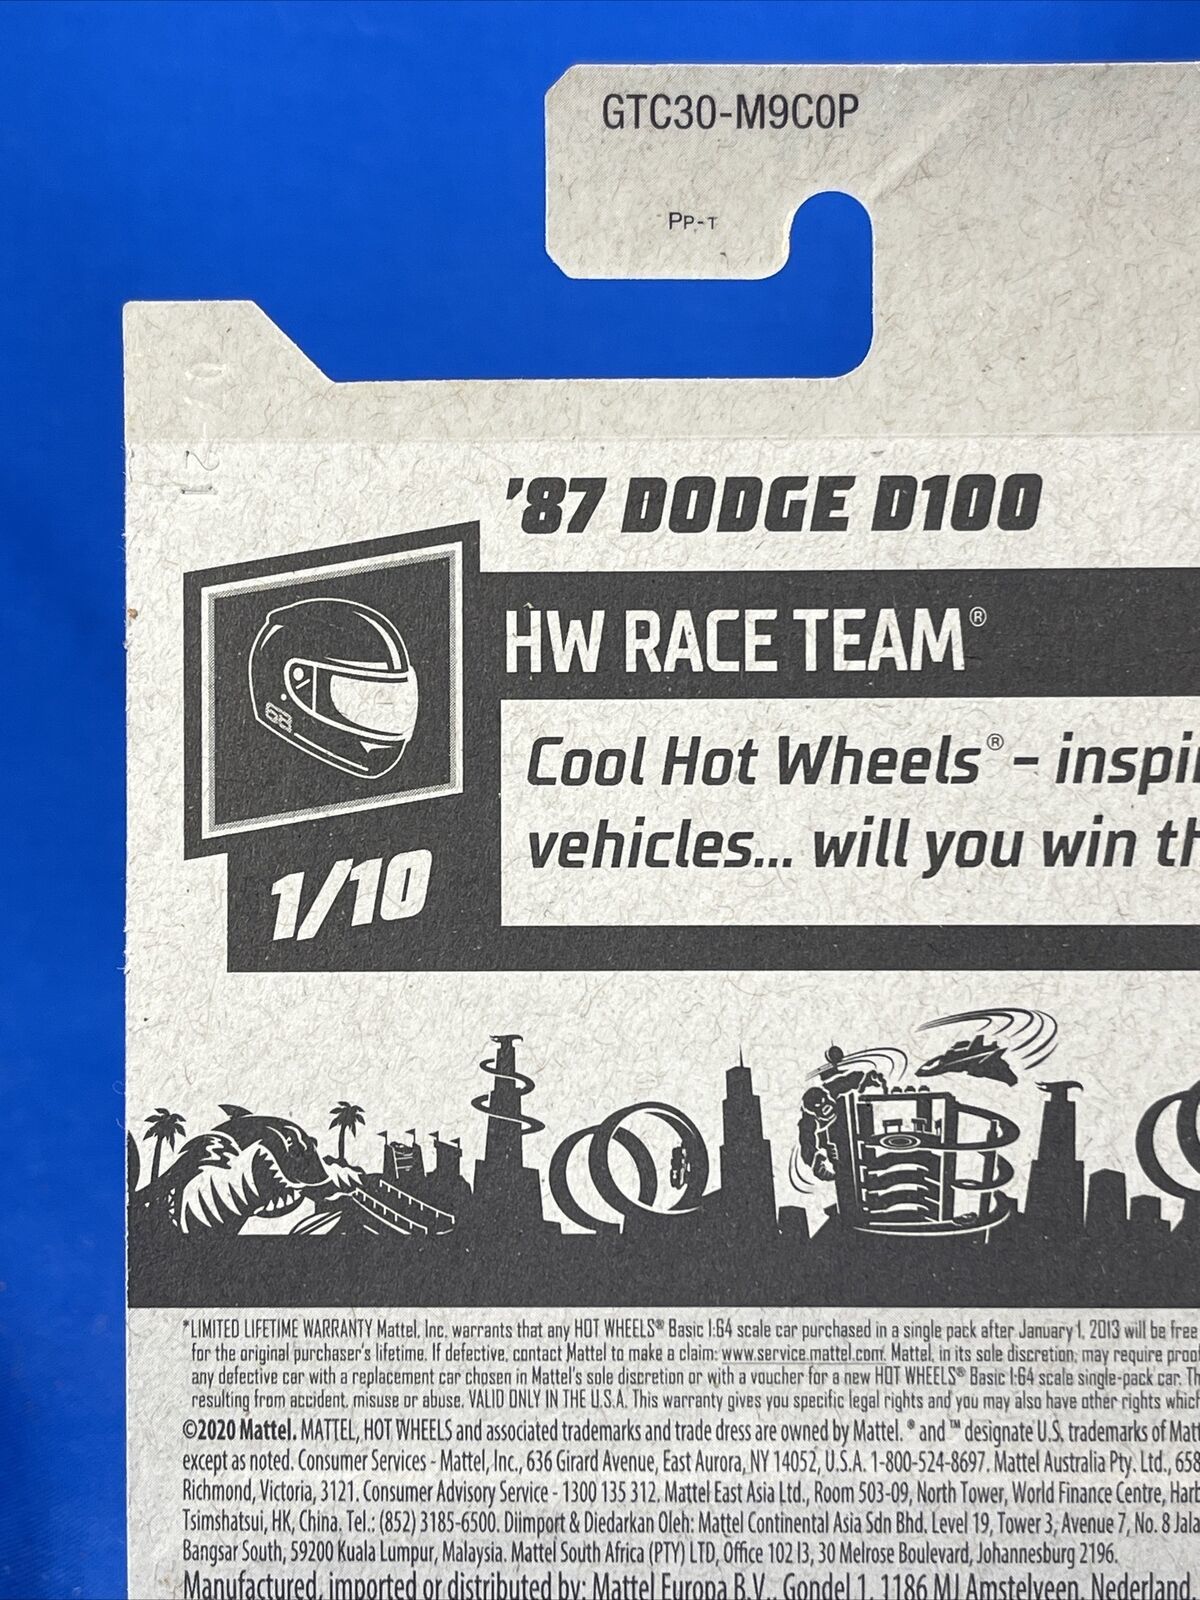 GTC30-M9C0P
PP-T
'87 DODGE D100
HW RACE TEAM®
Cool Hot Wheels® – inspi
vehicles... will you win th
1/10
*LIMITED LIFETIME WARRANTY Mattel, Inc. warrants that any HOT WHEELS® Basic 1:64 scale car purchased in a single pack after January 1, 2013 will be free
for the original purchaser's lifetime. If defective, contact Mattel to make a claim: www.service.mattel.com. Mattel, in its sole discretion, may require proof
any defective car with a replacement car chosen in Mattel's sole discretion or with a voucher for a new HOT WHEELS® Basic 1:64 scale single-pack car. Th
resulting from accident, misuse or abuse. VALID ONLY IN THE U.S.A. This warranty gives you specific legal rights and you may also have other rights which
©2020 Mattel. MATTEL, HOT WHEELS and associated trademarks and trade dress are owned by Mattel. ® and ™ designate U.S. trademarks of Matt
except as noted. Consumer Services - Mattel, Inc., 636 Girard Avenue, East Aurora, NY 14052, U.S.A. 1-800-524-8697. Mattel Australia Pty. Ltd., 658
Richmond, Victoria, 3121. Consumer Advisory Service - 1300 135 312. Mattel East Asia Ltd., Room 503-09, North Tower, World Finance Centre, Harb
Tsimshatsui, HK, China. Tel.: (852) 3185-6500. Diimport & Diedarkan Oleh: Mattel Continental Asia Sdn Bhd. Level 19, Tower 3, Avenue 7, No. 8 Jala
Bangsar South, 59200 Kuala Lumpur, Malaysia. Mattel South Africa (PTY) LTD, Office 102 I3, 30 Melrose Boulevard, Johannesburg 2196.
Manufactured, imported or distributed by: Mattel Europa B.V., Gondel 1, 1186 MJ Amstelveen, Nederland.